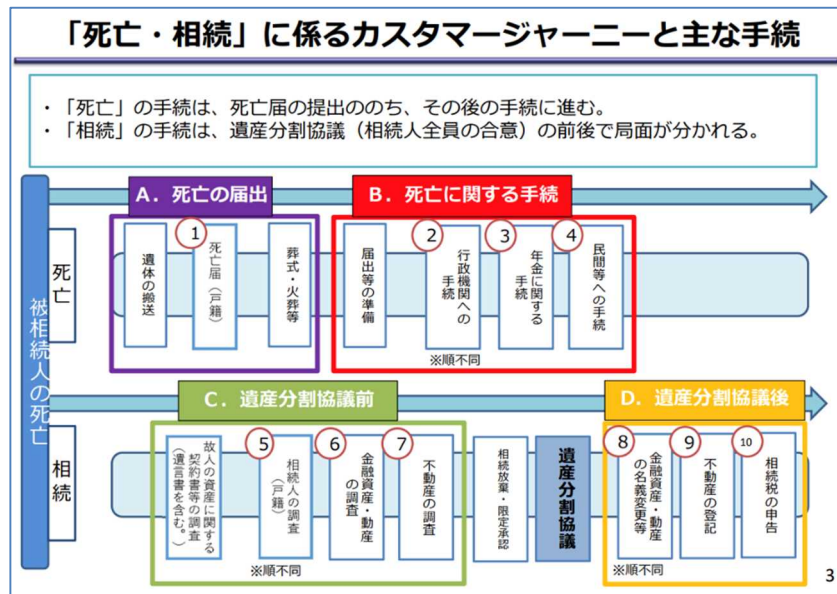 「死亡・相続」に係るカスタマージャーニーと主な手続
・「死亡」の手続は、死亡届の提出ののち、その後の手続に進む。
・「相続」の手続は、遺産分割協議（相続人全員の合意）の前後で局面が分かれる。
被相続人の死亡
死亡
A．死亡の届出
遺体の搬送
①
死亡届（戸籍）
葬式・火葬等
B．死亡に関する手続
届出等の準備
②
行政機関への
手続
③
年金に関する
手続
④
民間等への手続
※順不同
相続
C．遺産分割協議前
故人の資産に関する
契約書等の調査
（遺言書を含む。）
⑤
相続人の調査
（戸籍）
⑥
金融資産・動産
の調査
⑦
不動産の調査
※順不同
相続放棄・限定承認
遺産分割協議
D．遺産分割協議後
⑧
金融資産・動産
の名義変更等
⑨
不動産の登記
⑩
相続税の申告
※順不同
3